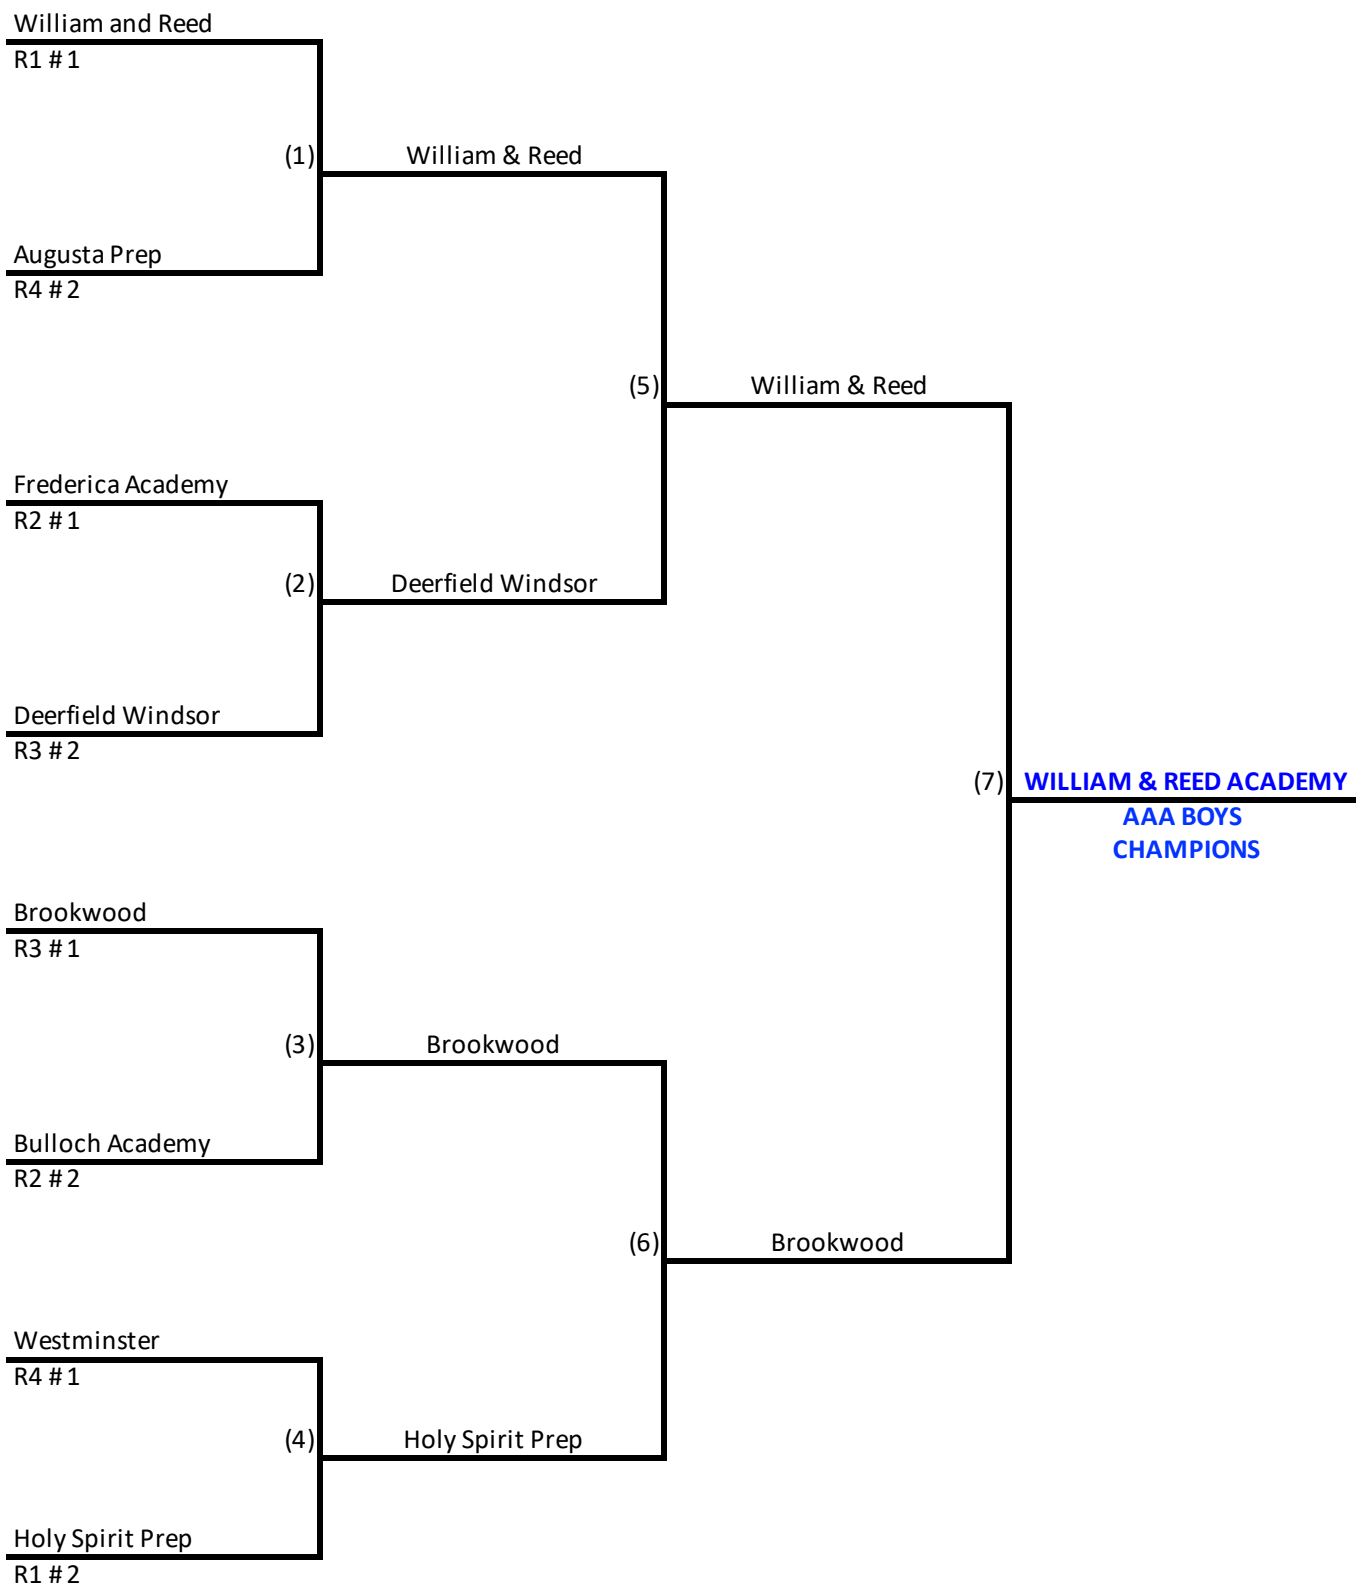 William and Reed
R1 # 1
(1) William & Reed
Augusta Prep
R4 # 2
(5) William & Reed
Frederica Academy
R2 # 1
(2) Deerfield Windsor
Deerfield Windsor
R3 # 2
(7) WILLIAM & REED ACADEMY
AAA BOYS
CHAMPIONS
Brookwood
R3 # 1
(3) Brookwood
Bulloch Academy
R2 # 2
(6) Brookwood
Westminster
R4 # 1
(4) Holy Spirit Prep
Holy Spirit Prep
R1 # 2